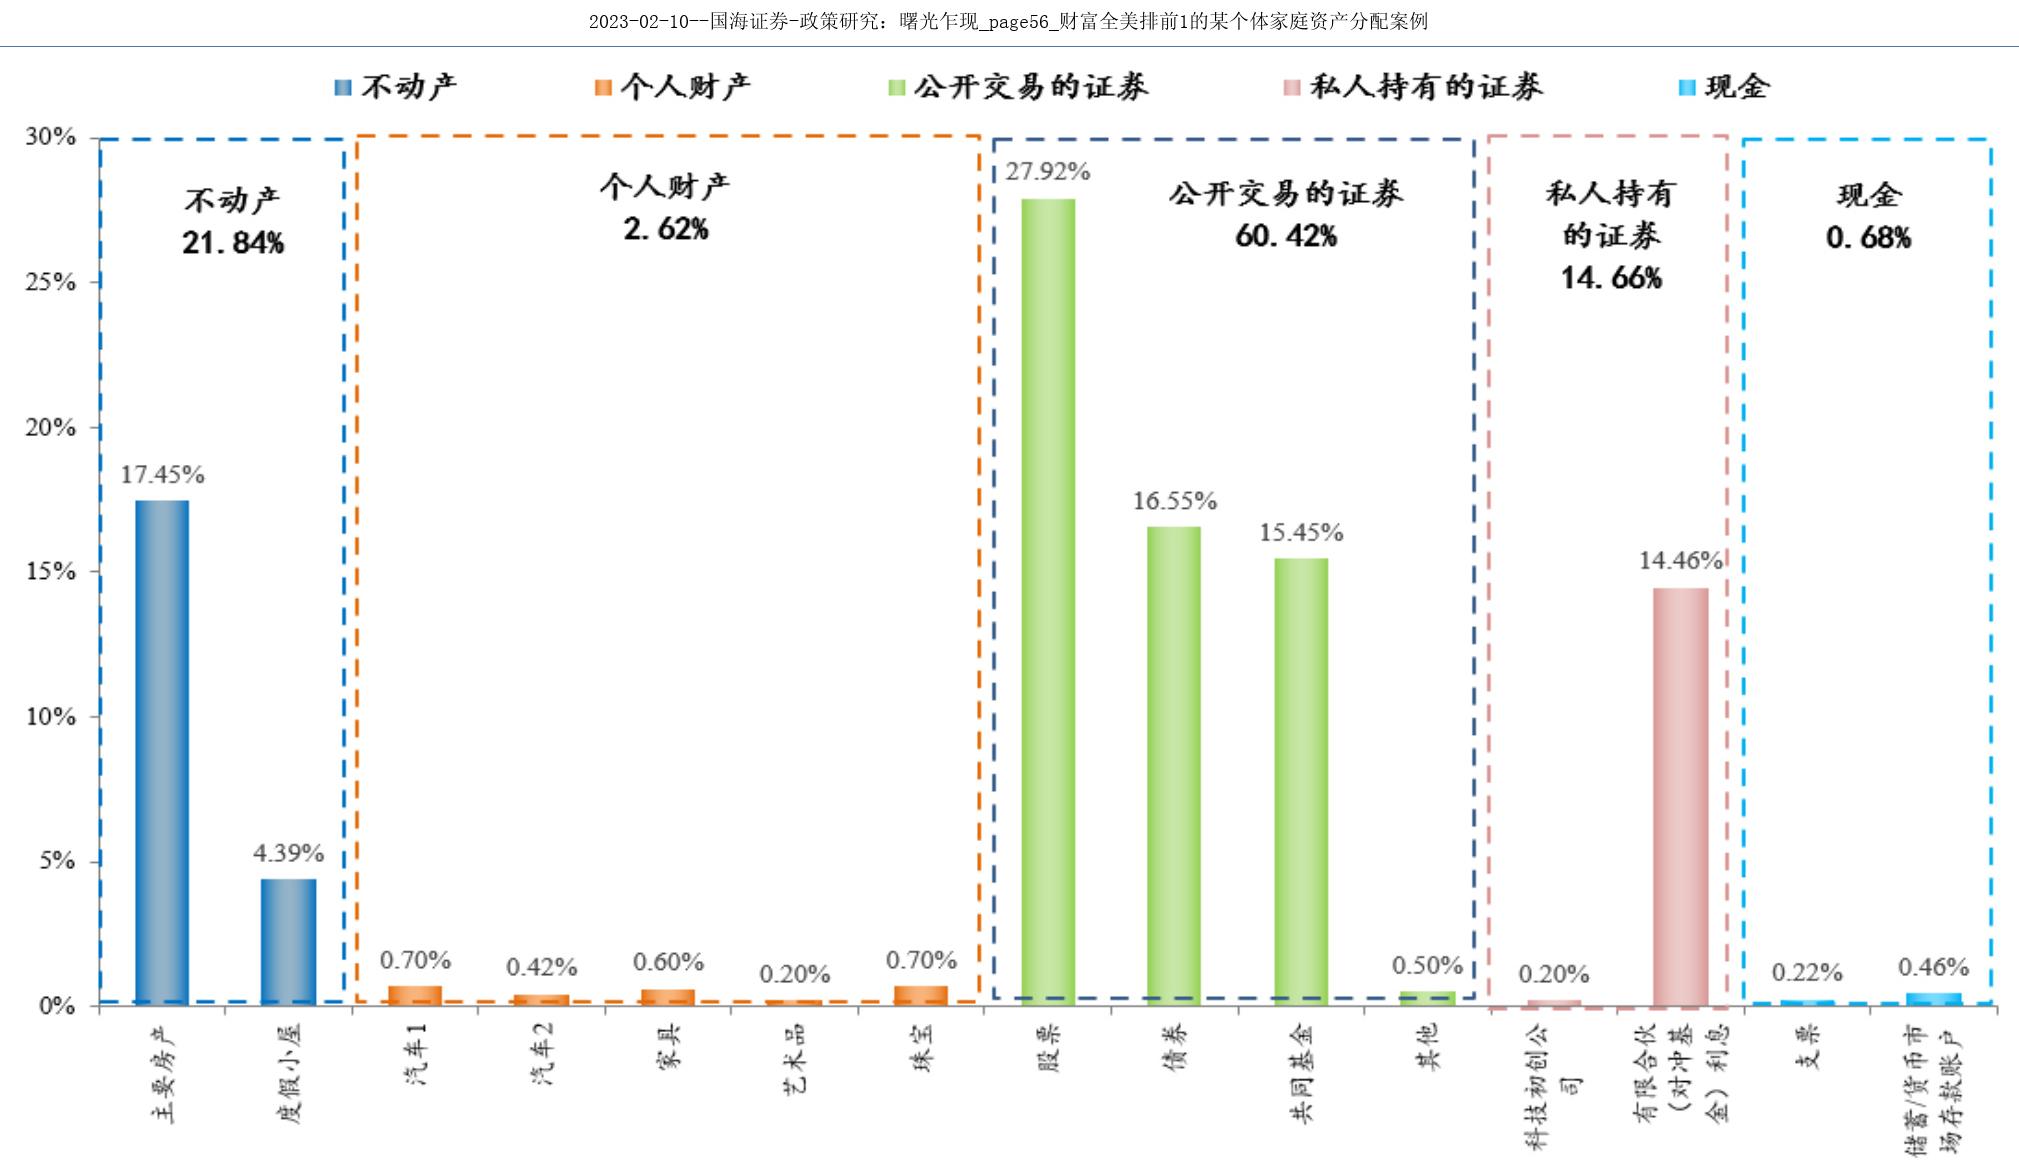 2023-02-10--国海证券-政策研究：曙光乍现_page56_财富全美排前1的某个体家庭资产分配案例
不动产 个人财产 公开交易的证券 私人持有的证券 现金
30%
25%
20%
15%
10%
5%
0%
不动产
21.84%
个人财产
2.62%
公开交易的证券
60.42%
私人持有
的证券
14.66%
现金
0.68%
17.45%
4.39%
0.70%
0.42%
0.60%
0.20%
0.70%
27.92%
16.55%
15.45%
0.50%
0.20%
14.46%
0.22%
0.46%
主要房产
度假小屋
汽车1
汽车2
家具
艺术品
珠宝
股票
债券
共同基金
其他
科技初创公
司
有限合伙
（对冲基
金）利息
支票
储蓄/货币市
场存款账户